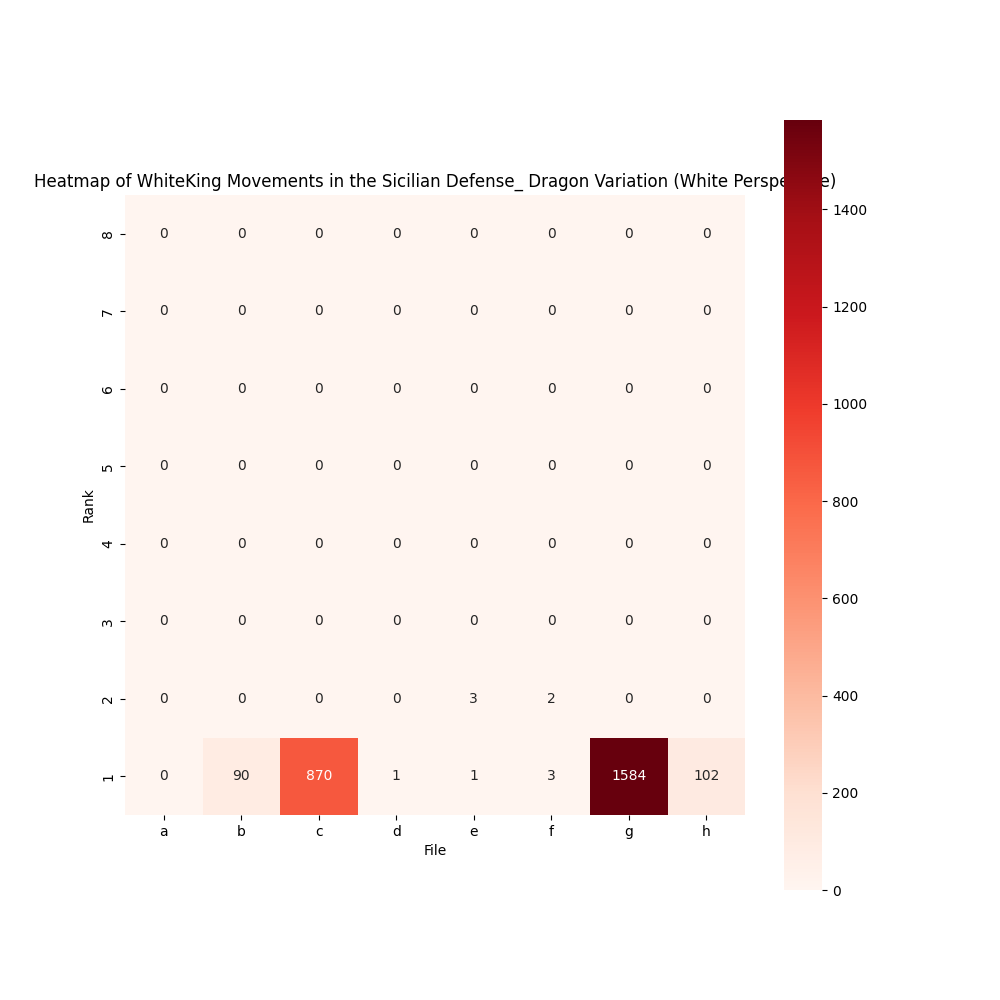 Heatmap of WhiteKing Movements in the Sicilian Defense_ Dragon Variation (White Perspe e)
1400
8 0 0 0 0 0 0 0 0
7 0 0 0 0 0 0 0 0
1200
6 0 0 0 0 0 0 0 0
1000
5 0 0 0 0 0 0 0 0
Rank
800
4 0 0 0 0 0 0 0 0
600
3 0 0 0 0 0 0 0 0
400
2 0 0 0 0 3 2 0 0
1 0 90 870 1 1 3 1584 102
200
a b c d e f g h
File
0